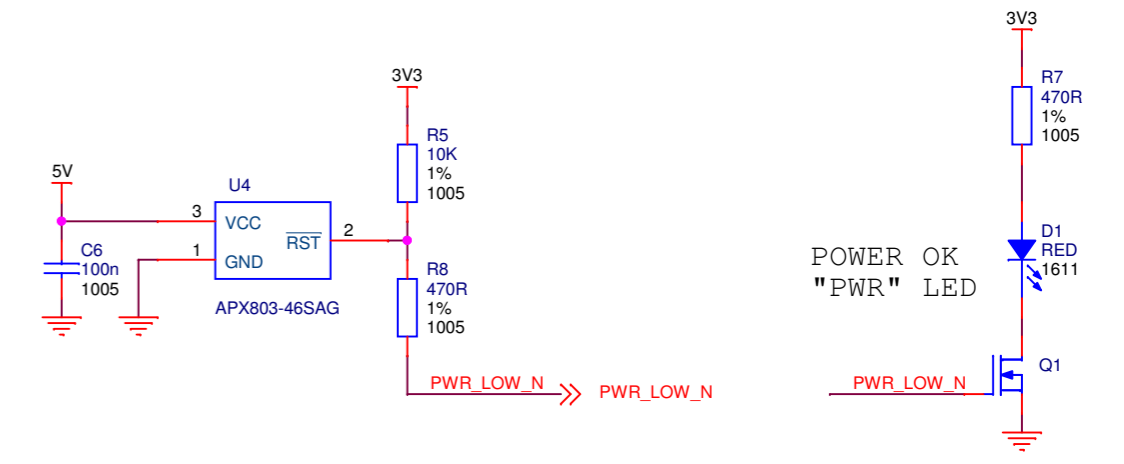 5V
C6
100n
1005
U4
3
VCC
1
GND
RST
2
APX803-46SAG
3V3
R5
10K
1%
1005
R8
470R
1%
1005
PWR_LOW_N
PWR_LOW_N
3V3
R7
470R
1%
1005
D1
RED
1611
POWER OK
"PWR" LED
PWR_LOW_N
Q1